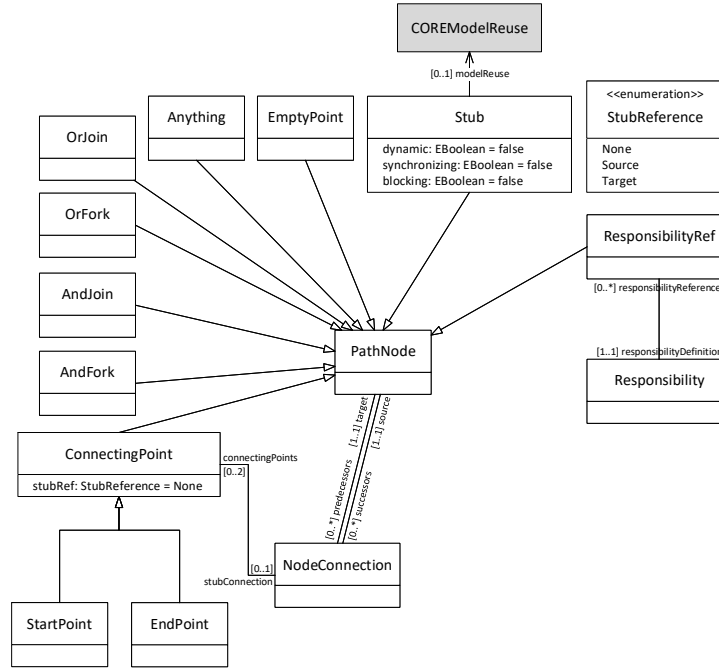 COREModelReuse
[0..1] modelReuse
Anything
EmptyPoint
Stub
dynamic: EBoolean = false
synchronizing: EBoolean = false
blocking: EBoolean = false
<<enumeration>>
StubReference
None
Source
Target
OrJoin
OrFork
AndJoin
AndFork
ResponsibilityRef
[0..*] responsibilityReference
[1..1] responsibilityDefinition
Responsibility
PathNode
[1..1] target
[1..1] source
[0..*] predecessors
[0..*] successors
ConnectingPoint
stubRef: StubReference = None
connectingPoints
[0..2]
[0..1]
stubConnection
NodeConnection
StartPoint
EndPoint